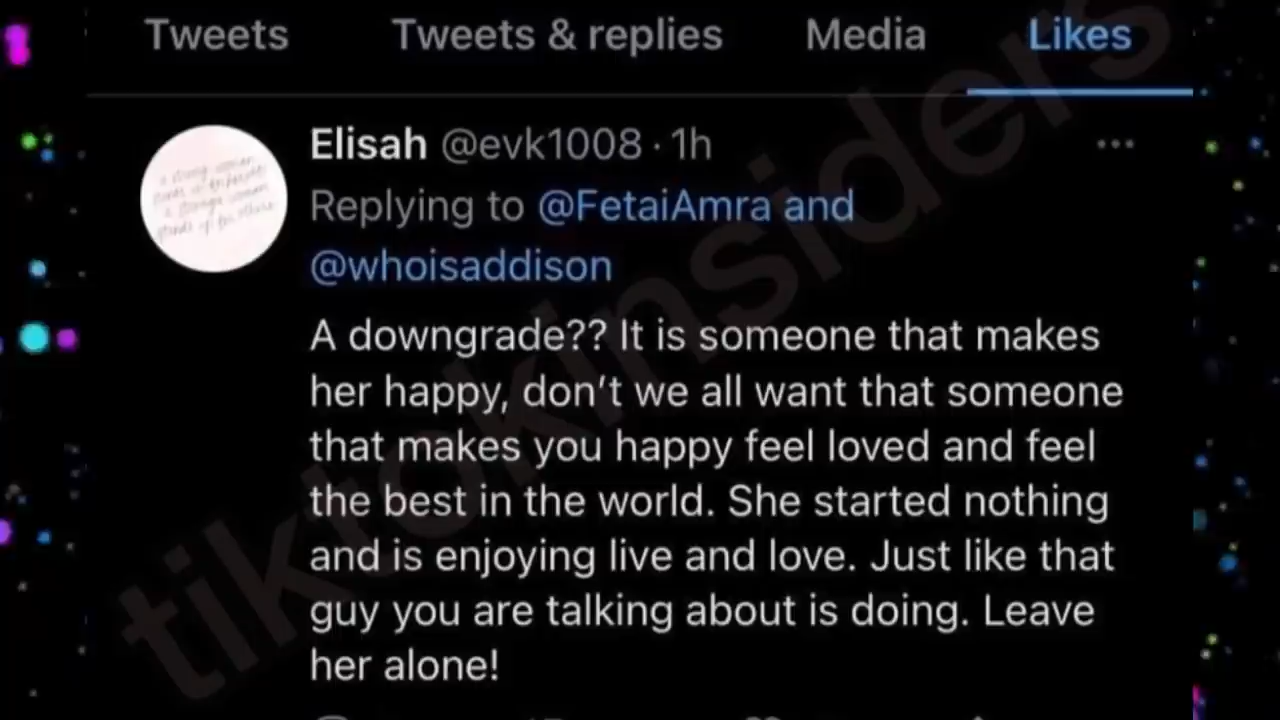 Tweets Tweets & replies Media Likes
Elisah @evk1008 · 1h
Replying to @FetaiAmra and
@whoisaddison
A downgrade?? It is someone that makes
her happy, don't we all want that someone
that makes you happy feel loved and feel
the best in the world. She started nothing
and is enjoying live and love. Just like that
guy you are talking about is doing. Leave
her alone!
tiktokinsiders